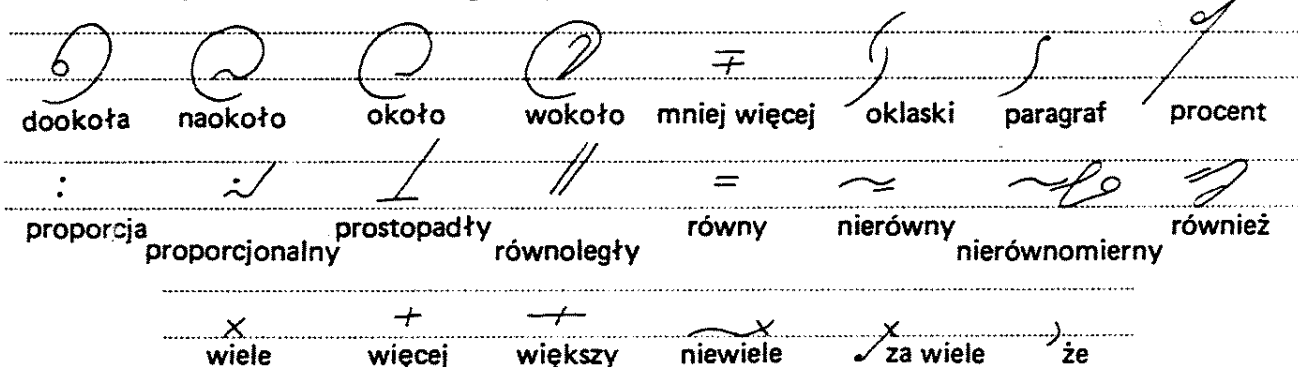 dookoła naokoło około wokoło mniej więcej oklaski paragraf procent
proporcja proporcjonalny prostopadły równoległy równy nierówny nierównomierny również
wiele więcej większy niewiele za wiele że